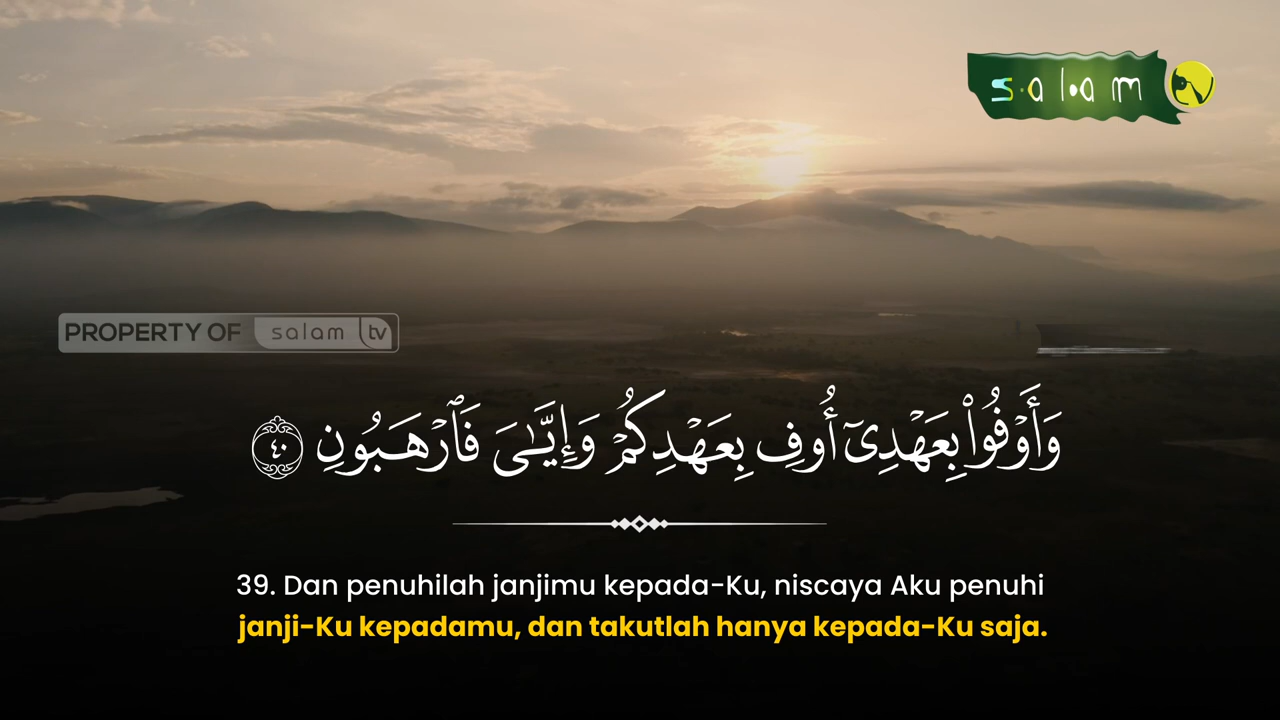 salam
PROPERTY OF salam tv
وَأَوْفُوا۟ بِعَهْدِىٓ أُوفِ بِعَهْدِكُمْ وَإِيَّـٰىَ فَٱرْهَبُونِ ٤٠
39. Dan penuhilah janjimu kepada-Ku, niscaya Aku penuhi
janji-Ku kepadamu, dan takutlah hanya kepada-Ku saja.